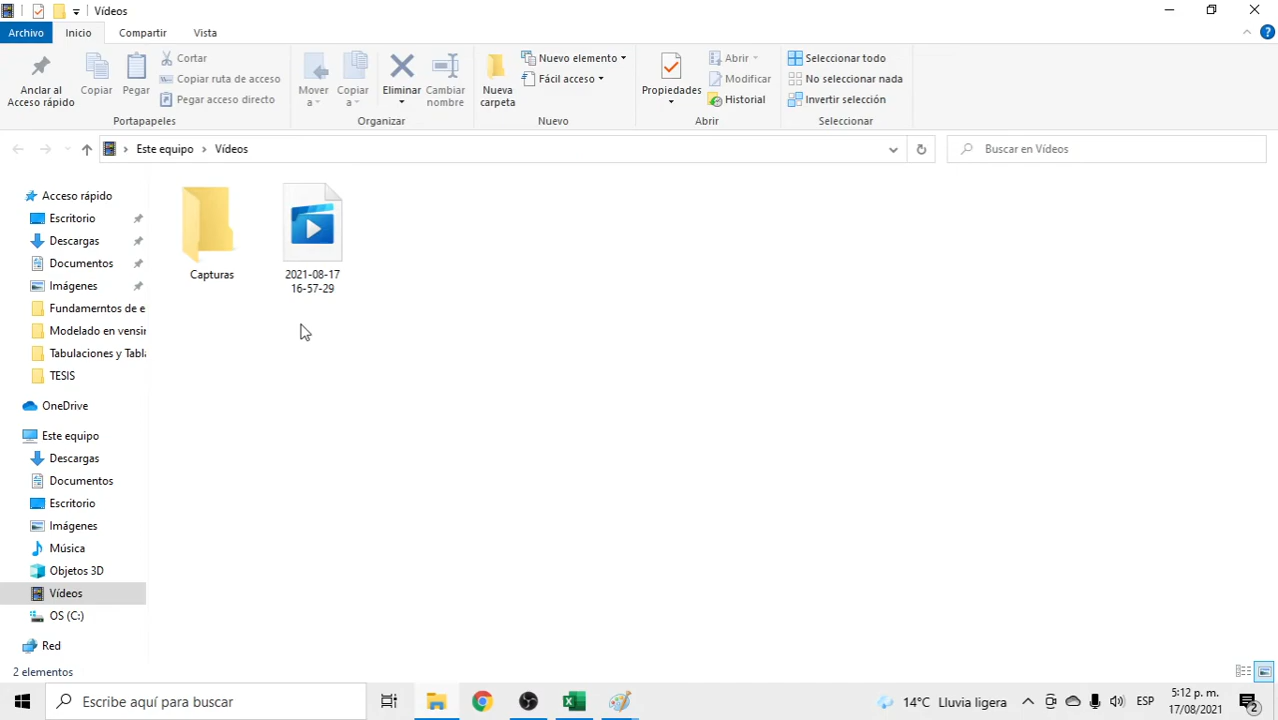 Vídeos
Archivo Inicio Compartir Vista
Anclar al Acceso rápido
Copiar
Pegar
Cortar
Copiar ruta de acceso
Pegar acceso directo
Portapapeles
Mover a
Copiar a
Eliminar
Cambiar nombre
Organizar
Nueva carpeta
Nuevo elemento
Fácil acceso
Nuevo
Propiedades
Abrir
Modificar
Historial
Abrir
Seleccionar todo
No seleccionar nada
Invertir selección
Seleccionar
Este equipo > Vídeos
Buscar en Vídeos
Acceso rápido
Escritorio
Descargas
Documentos
Imágenes
Fundamerntos de e
Modelado en vensir
Tabulaciones y Tabla
TESIS
OneDrive
Este equipo
Descargas
Documentos
Escritorio
Imágenes
Música
Objetos 3D
Vídeos
OS (C:)
Red
Capturas
2021-08-17
16-57-29
2 elementos
Escribe aquí para buscar
14°C Lluvia ligera
ESP
5:12 p. m.
17/08/2021
2